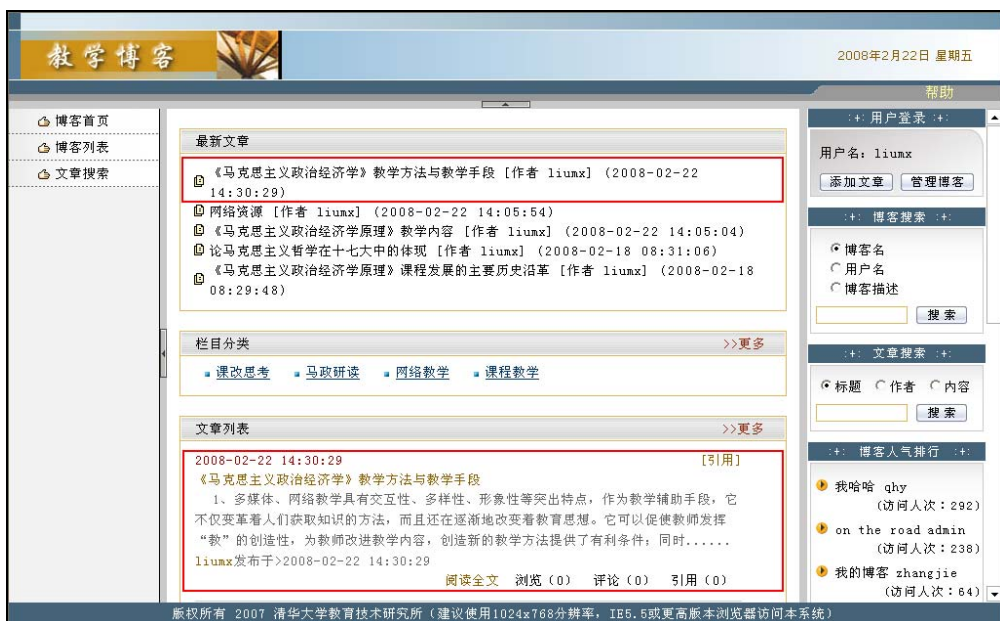 教学博客
2008年2月22日 星期五
帮助
博客首页
博客列表
文章搜索
最新文章
《马克思主义政治经济学》教学方法与教学手段 [作者 liumx] (2008-02-22
14:30:29)
网络资源 [作者 liumx] (2008-02-22 14:05:54)
《马克思主义政治经济学原理》教学内容 [作者 liumx] (2008-02-22 14:05:04)
论马克思主义哲学在十七大中的体现 [作者 liumx] (2008-02-18 08:31:06)
《马克思主义政治经济学原理》课程发展的主要历史沿革 [作者 liumx] (2008-02-18
08:29:48)
栏目分类 >>更多
课改思考 马政研读 网络教学 课程教学
文章列表 >>更多
2008-02-22 14:30:29 [引用]
《马克思主义政治经济学》教学方法与教学手段
1、多媒体、网络教学具有交互性、多样性、形象性等突出特点，作为教学辅助手段，它
不仅变革着人们获取知识的方法，而且还在逐渐地改变着教育思想。它可以促使教师发挥
“教”的创造性，为教师改进教学内容，创造新的教学方法提供了有利条件；同时......
liumx发布于>2008-02-22 14:30:29
阅读全文 浏览(0) 评论(0) 引用(0)
:+: 用户登录 :+:
用户名：liumx
添加文章 管理博客
:+: 博客搜索 :+:
博客名
用户名
博客描述
搜索
:+: 文章搜索 :+:
标题 作者 内容
搜索
:+: 博客人气排行 :+:
我哈哈 qhy
(访问人次：292)
on the road admin
(访问人次：238)
我的博客 zhangjie
(访问人次：64)
版权所有 2007 清华大学教育技术研究所（建议使用1024x768分辨率，IE5.5或更高版本浏览器访问本系统）